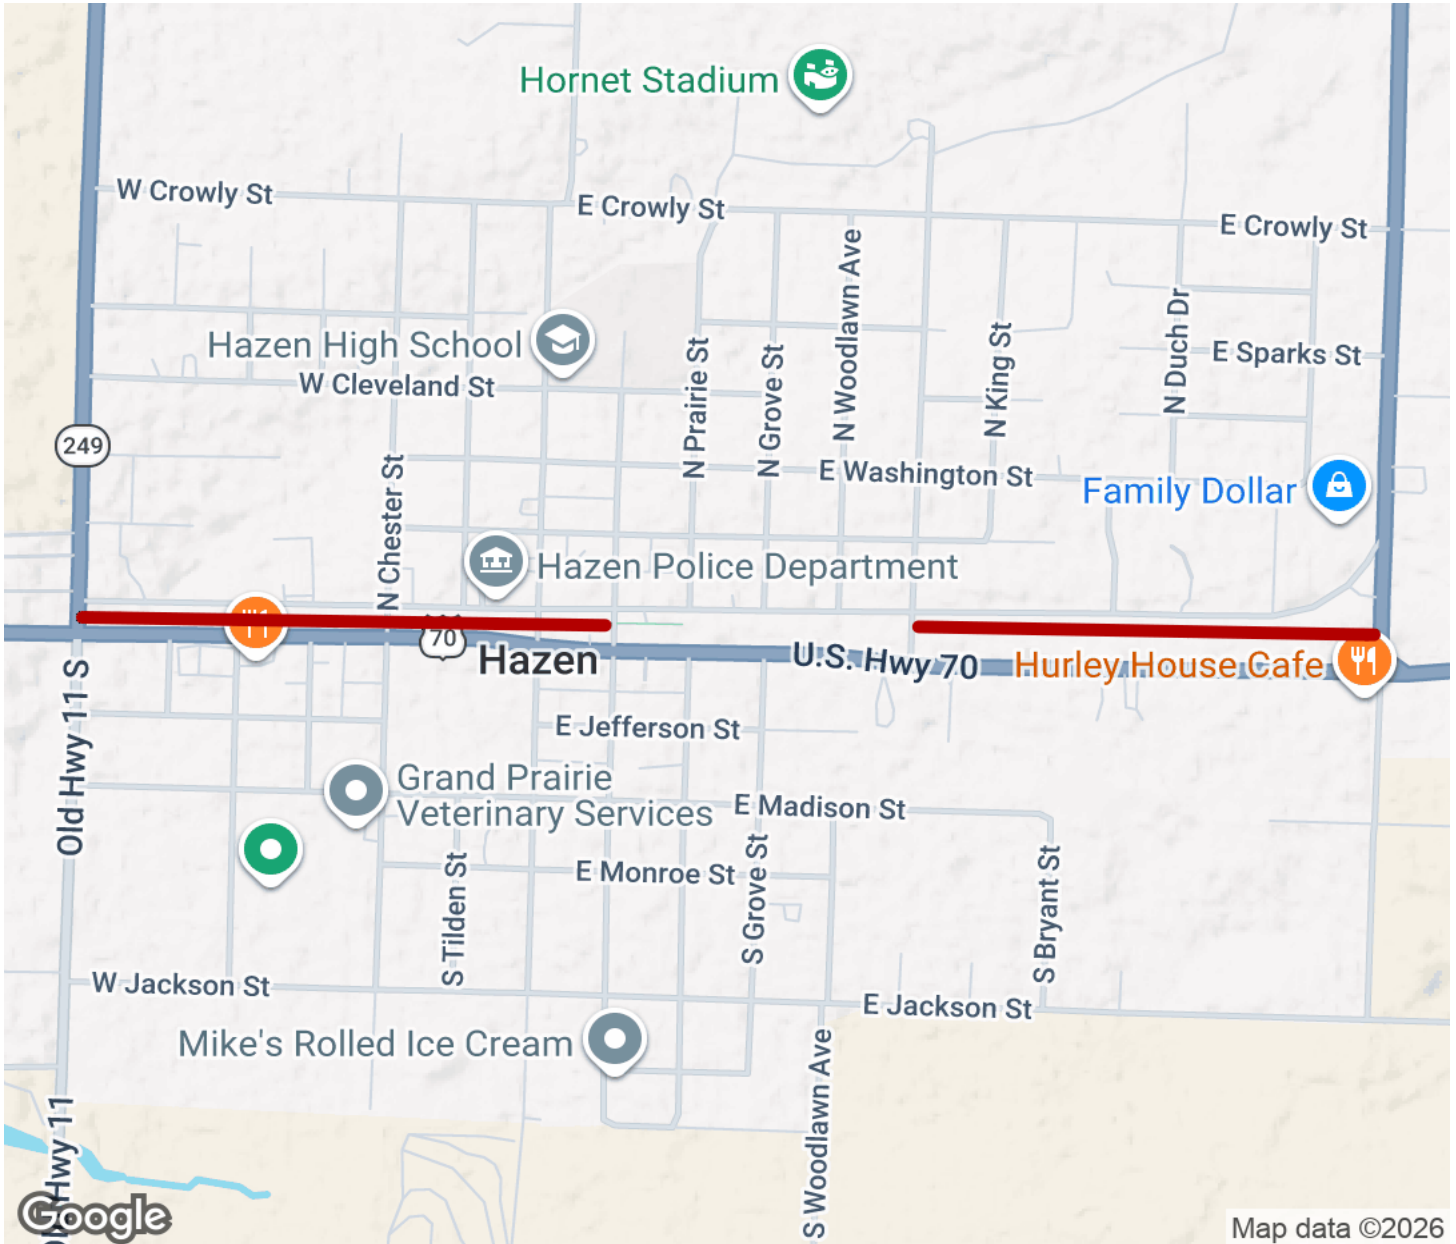 Hornet Stadium
W Crowly St
E Crowly St
E Crowly St
N Woodlawn Ave
N Duch Dr
Hazen High School
N Prairie St
N Grove St
N King St
E Sparks St
W Cleveland St
249
N Chester St
E Washington St
Family Dollar
Hazen Police Department
70
Hazen
U.S. Hwy 70
Hurley House Cafe
Old Hwy 11 S
E Jefferson St
Grand Prairie
Veterinary Services
E Madison St
S Tilden St
E Monroe St
S Grove St
S Bryant St
W Jackson St
E Jackson St
Mike's Rolled Ice Cream
S Woodlawn Ave
Hwy 11
Google
Map data ©2026